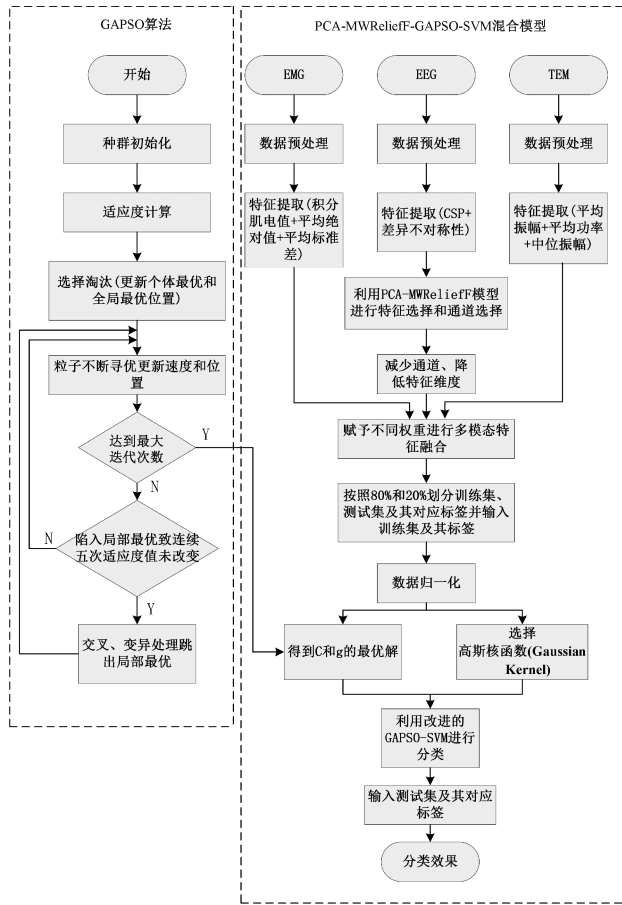 GAPSO算法
开始
种群初始化
适应度计算
选择淘汰(更新个体最优和
全局最优位置)
粒子不断寻优更新速度和位
置
达到最大
迭代次数
Y
N
陷入局部最优致连续
五次适应度值未改变
N
Y
交叉、变异处理跳
出局部最优
PCA-MWReliefF-GAPSO-SVM混合模型
EMG
EEG
TEM
数据预处理
数据预处理
数据预处理
特征提取(积分
肌电值+平均绝
对值+平均标准
差)
特征提取(CSP+
差异不对称性)
特征提取(平均
振幅+平均功率
+中位振幅)
利用PCA-MWReliefF模型
进行特征选择和通道选择
减少通道、降
低特征维度
赋予不同权重进行多模态特
征融合
按照80%和20%划分训练集、
测试集及其对应标签并输入
训练集及其标签
数据归一化
得到C和g的最优解
选择
高斯核函数(Gaussian
Kernel)
利用改进的
GAPSO-SVM进行
分类
输入测试集及其对应
标签
分类效果